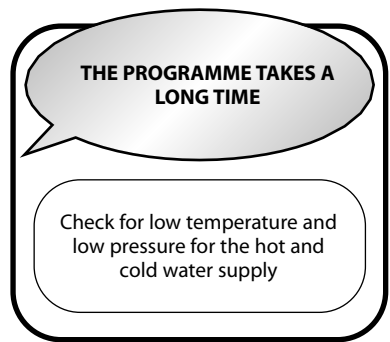 THE PROGRAMME TAKES A
LONG TIME
Check for low temperature and
low pressure for the hot and
cold water supply